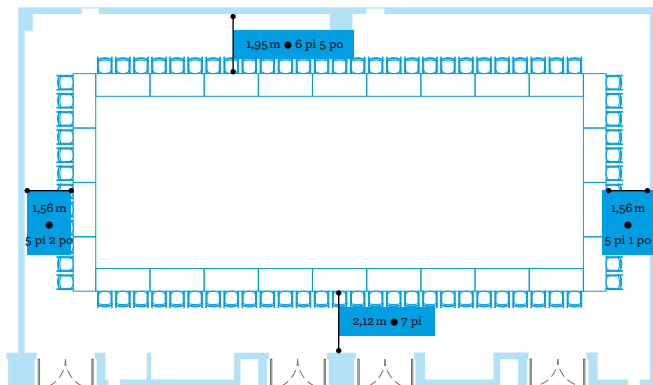 1,95 m ● 6 pi 5 po
1,56 m
●
5 pi 2 po
1,56 m
●
5 pi 1 po
2,12 m ● 7 pi